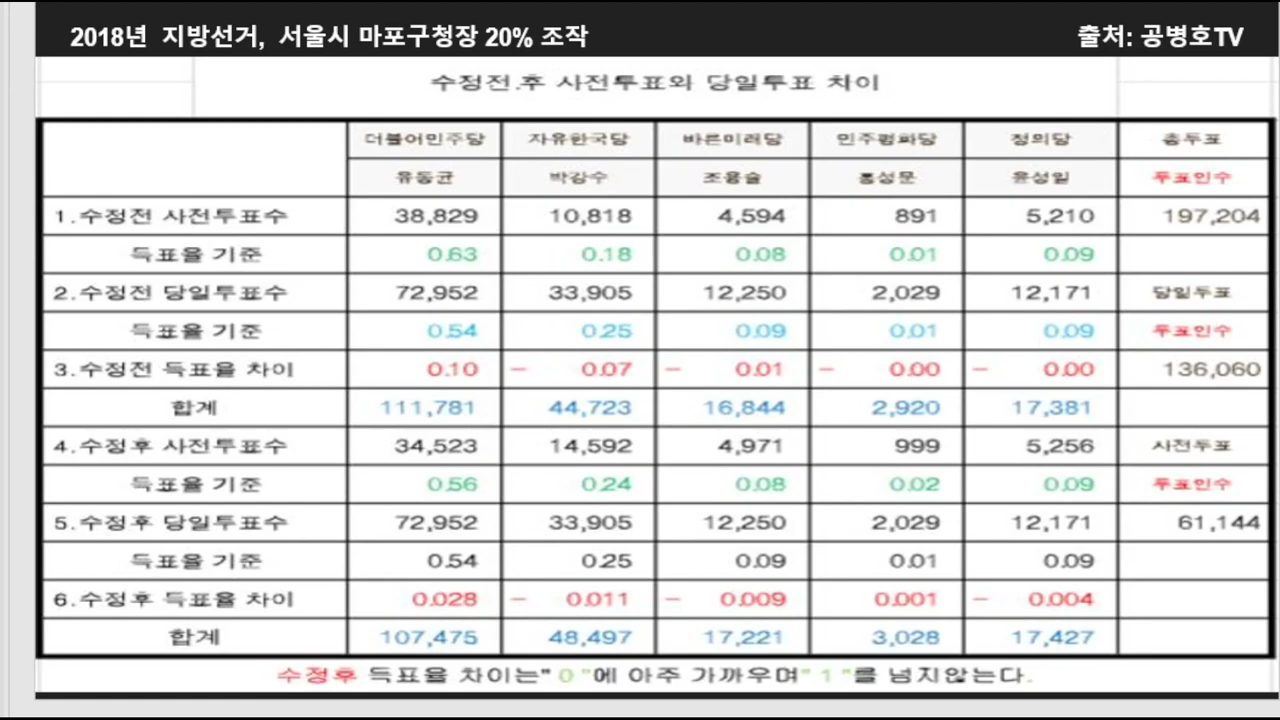 2018년 지방선거, 서울시 마포구청장 20% 조작 출처: 공병호TV
수정전.후 사전투표와 당일투표 차이
더불어민주당 자유한국당 바른미래당 민주평화당 정의당 총투표
유동균 박강수 조용술 홍성문 윤성일 투표인수
1.수정전 사전투표수 38,829 10,818 4,594 891 5,210 197,204
득표율 기준 0.63 0.18 0.08 0.01 0.09
2.수정전 당일투표수 72,952 33,905 12,250 2,029 12,171 당일투표
득표율 기준 0.54 0.25 0.09 0.01 0.09 투표인수
3.수정전 득표율 차이 0.10 - 0.07 - 0.01 - 0.00 - 0.00 136,060
합계 111,781 44,723 16,844 2,920 17,381
4.수정후 사전투표수 34,523 14,592 4,971 999 5,256 사전투표
득표율 기준 0.56 0.24 0.08 0.02 0.09 투표인수
5.수정후 당일투표수 72,952 33,905 12,250 2,029 12,171 61,144
득표율 기준 0.54 0.25 0.09 0.01 0.09
6.수정후 득표율 차이 0.028 - 0.011 - 0.009 0.001 - 0.004
합계 107,475 48,497 17,221 3,028 17,427
수정후 득표율 차이는" 0 "에 아주 가까우며" 1 "를 넘지않는다.